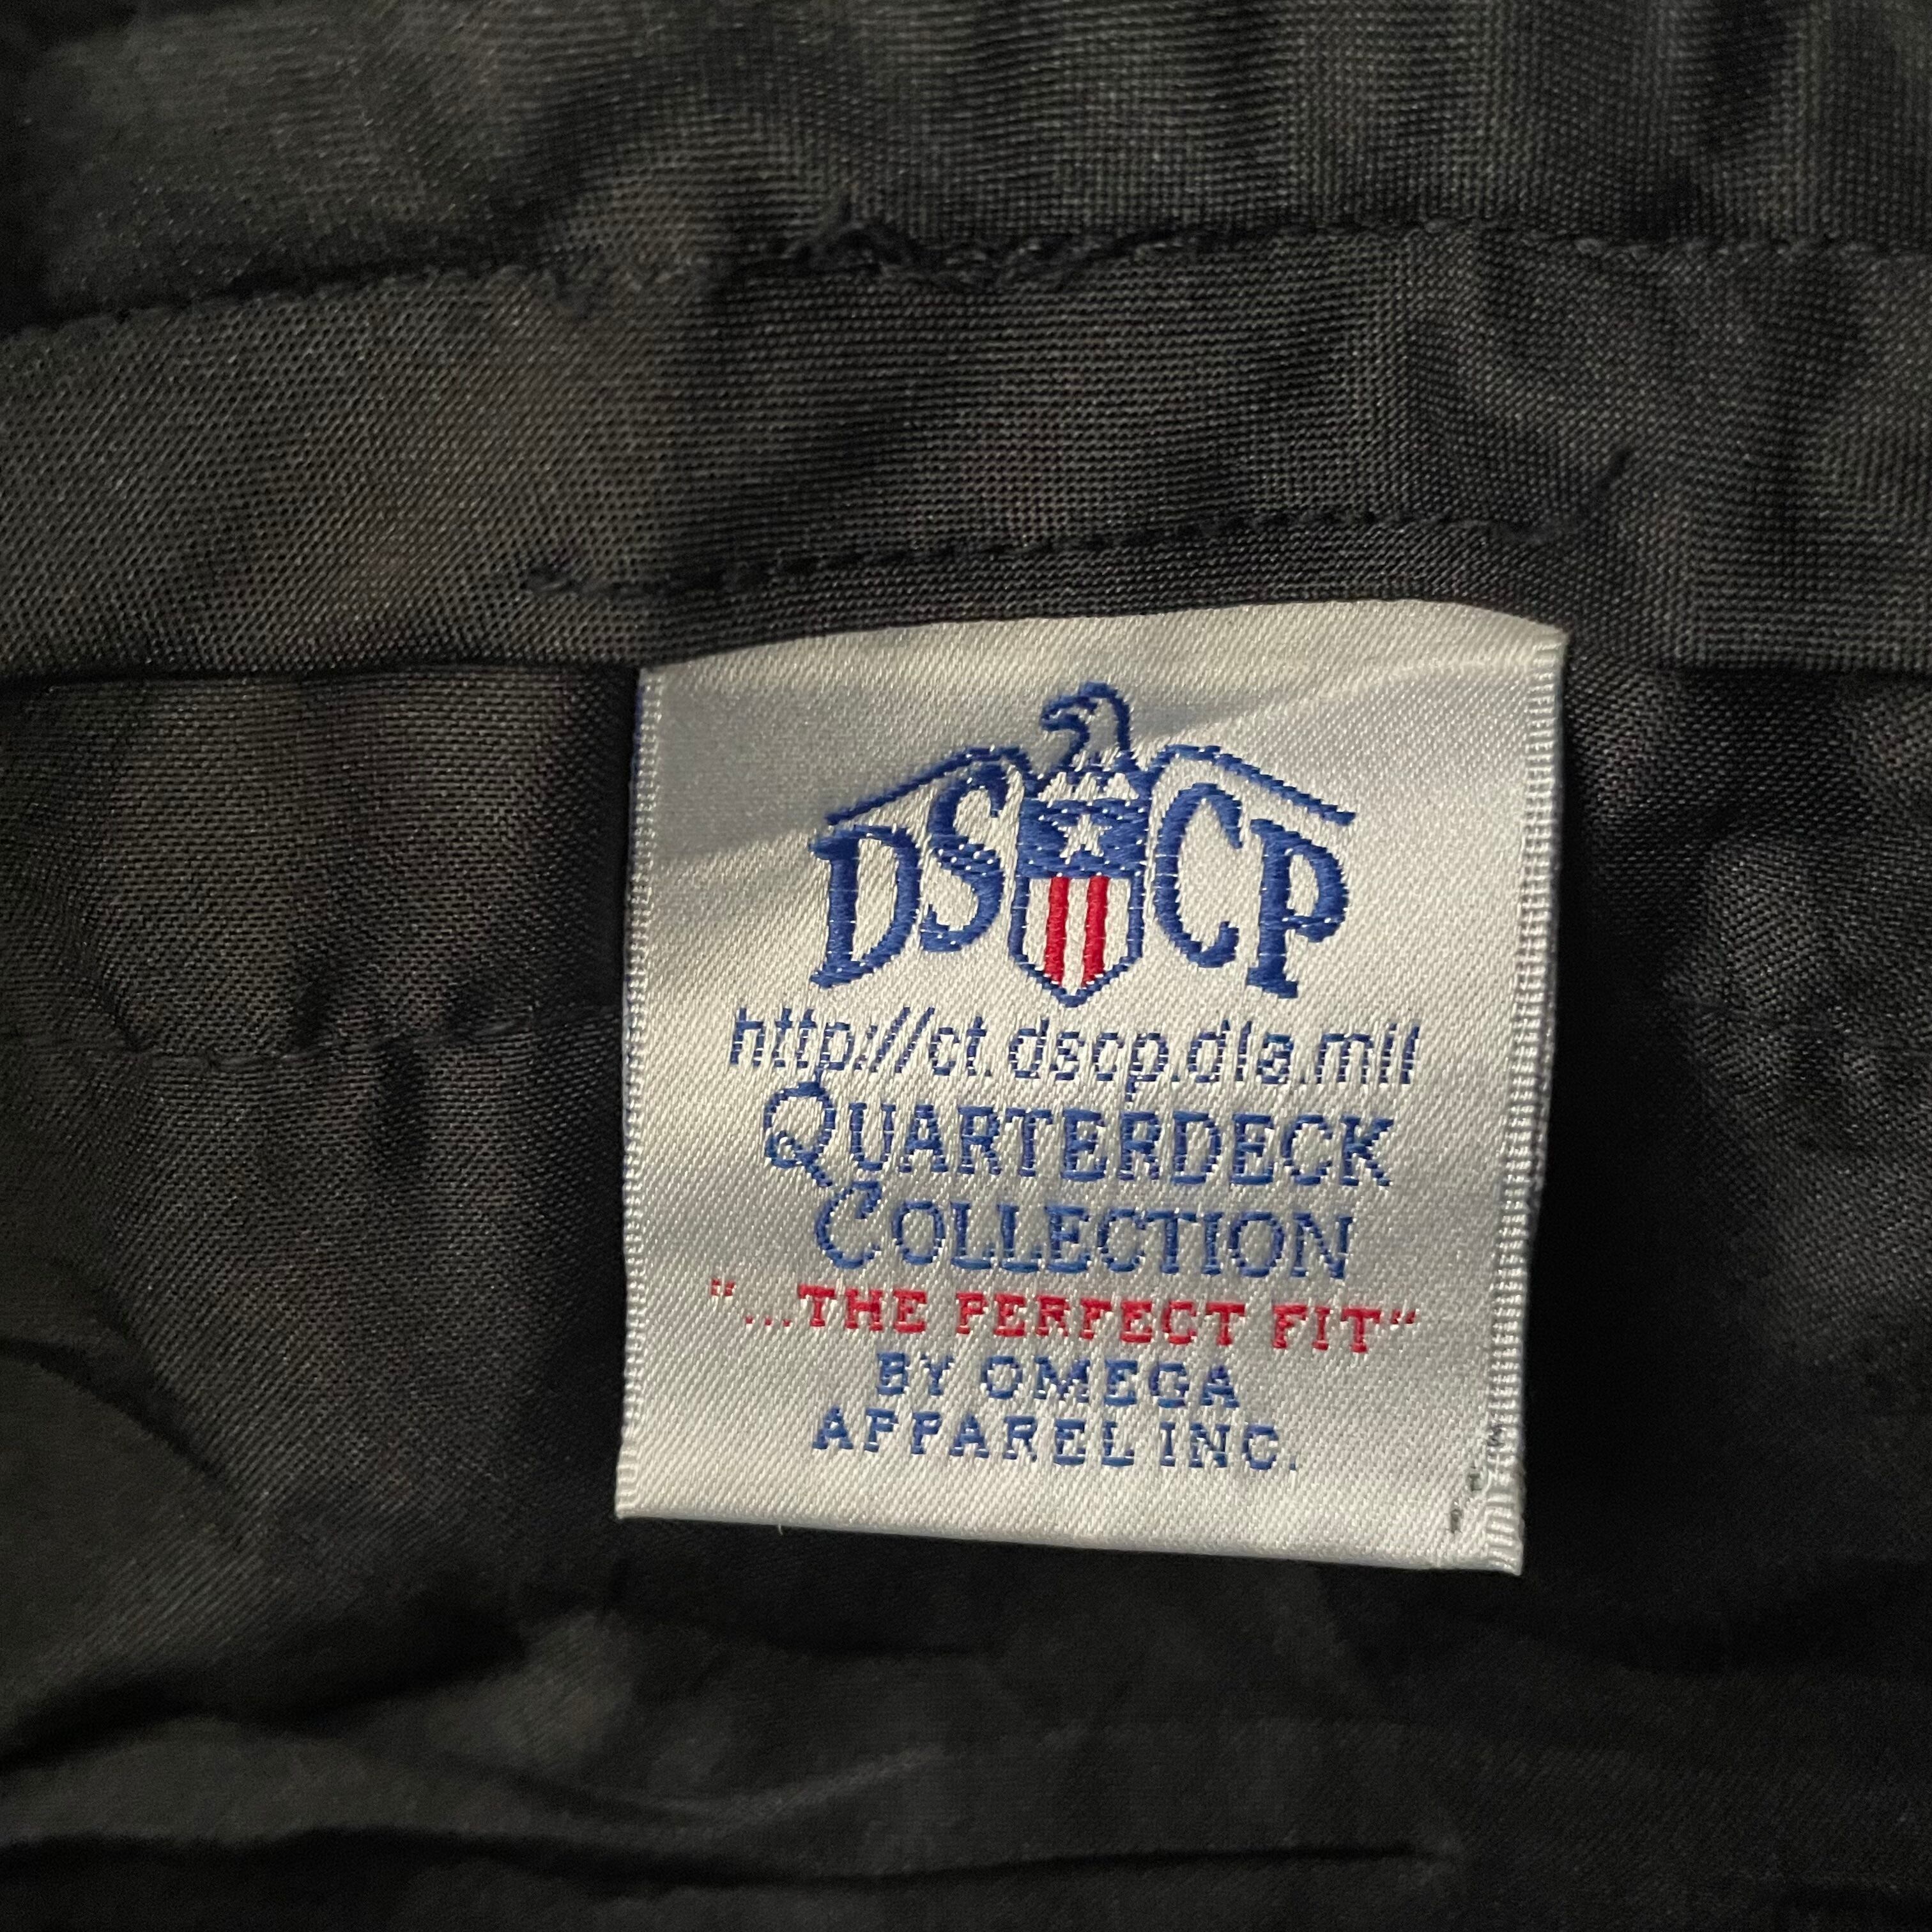 DSCP
http://ct.dscp.dla.mil
QUARTERDECK
COLLECTION
"...THE PERFECT FIT"
BY OMEGA
APPAREL INC.